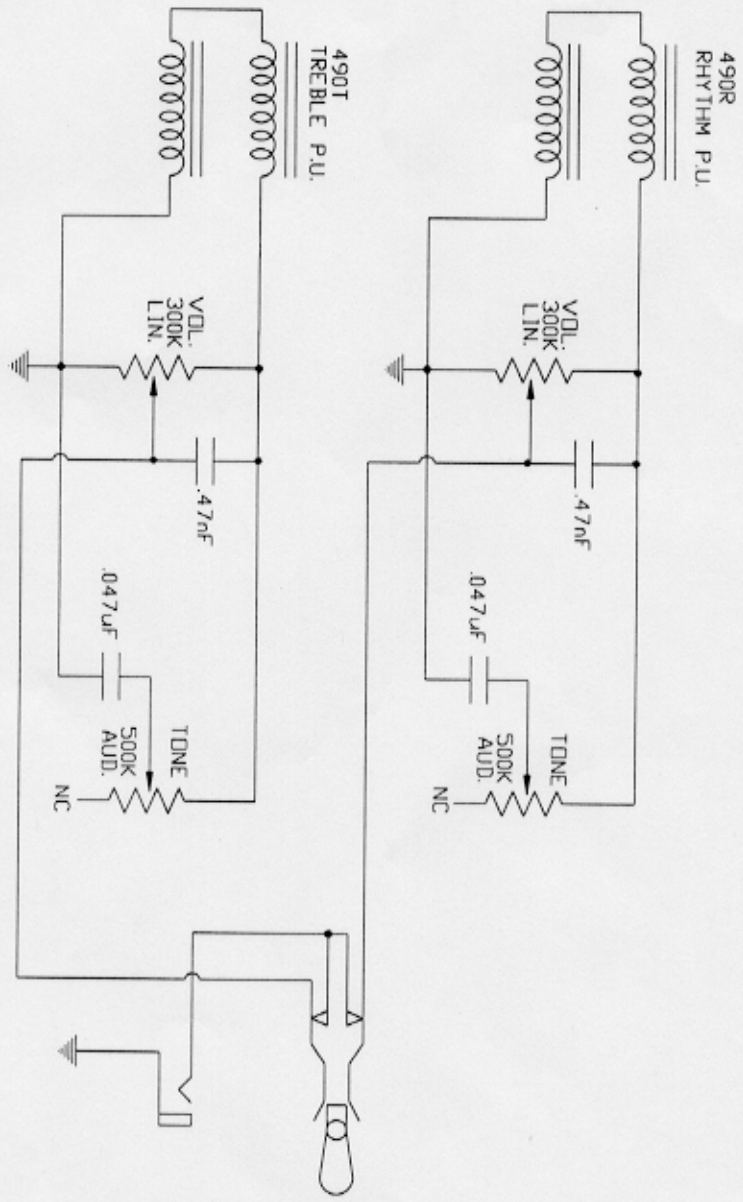 490R
RHYTHM P.U.
VOL.
300K
LIN.
.47nF
.047uF
TONE
500K
AUD.
NC
490T
TREBLE P.U.
VOL.
300K
LIN.
.47nF
.047uF
TONE
500K
AUD.
NC